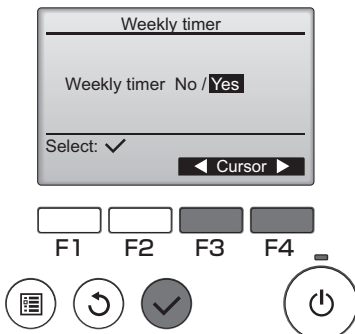 Weekly timer
Weekly timer No / Yes
Select: ✓
◀ Cursor ▶
F1 F2 F3 F4